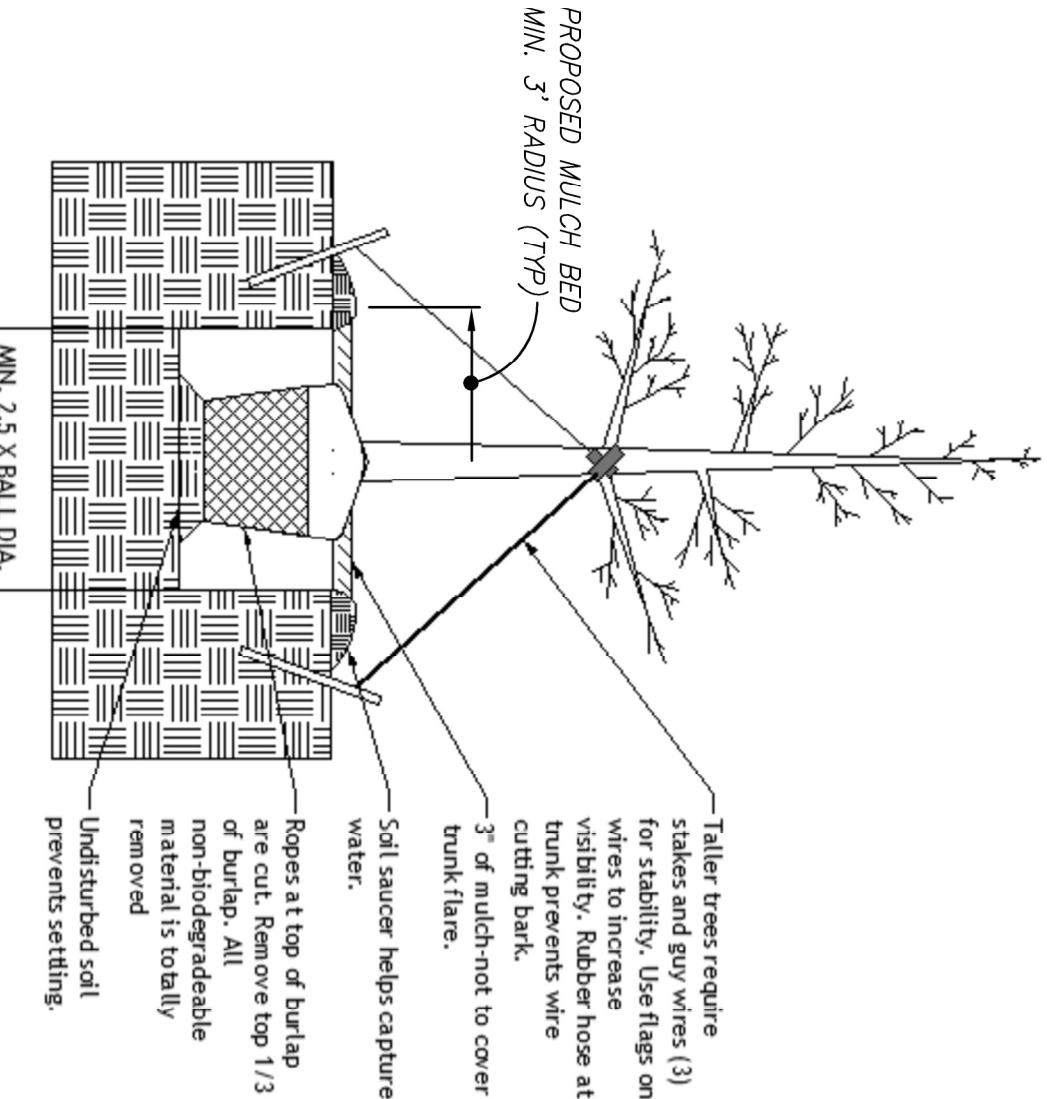 PROPOSED MULCH BED
MIN. 3' RADIUS (TYP)
Taller trees require
stakes and guy wires (3)
for stability. Use flags on
wires to increase
visibility. Rubber hose at
trunk prevents wire
cutting bark.
3" of mulch-not to cover
trunk flare.
Soil saucer helps capture
water.
Ropes at top of burlap
are cut. Remove top 1/3
of burlap. All
non-biodegradeable
material is totally
removed
Undisturbed soil
prevents settling.
MIN. 2.5 X BALL DIA.